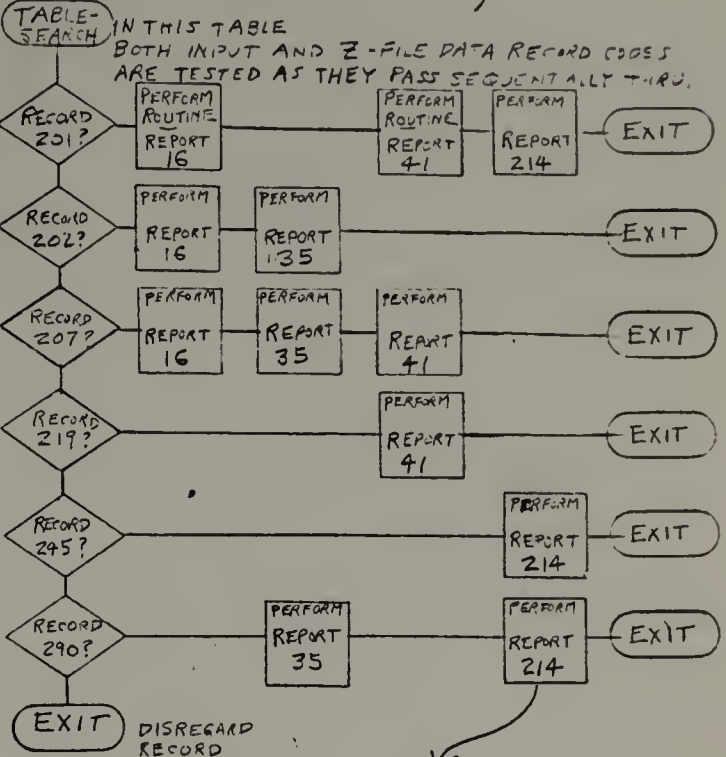 TABLE-
SEARCH
IN THIS TABLE
BOTH INPUT AND Z-FILE DATA RECORD CODES
ARE TESTED AS THEY PASS SEQUENTIALLY THRU.
RECORD
201?
PERFORM
ROUTINE
REPORT
16
PERFORM
ROUTINE
REPORT
41
PERFORM
REPORT
214
EXIT
RECORD
202?
PERFORM
REPORT
16
PERFORM
REPORT
35
EXIT
RECORD
207?
PERFORM
REPORT
16
PERFORM
REPORT
35
PERFORM
REPORT
41
EXIT
RECORD
219?
PERFORM
REPORT
41
EXIT
RECORD
245?
PERFORM
REPORT
214
EXIT
RECORD
290?
PERFORM
REPORT
35
PERFORM
REPORT
214
EXIT
EXIT
DISREGARD
RECORD